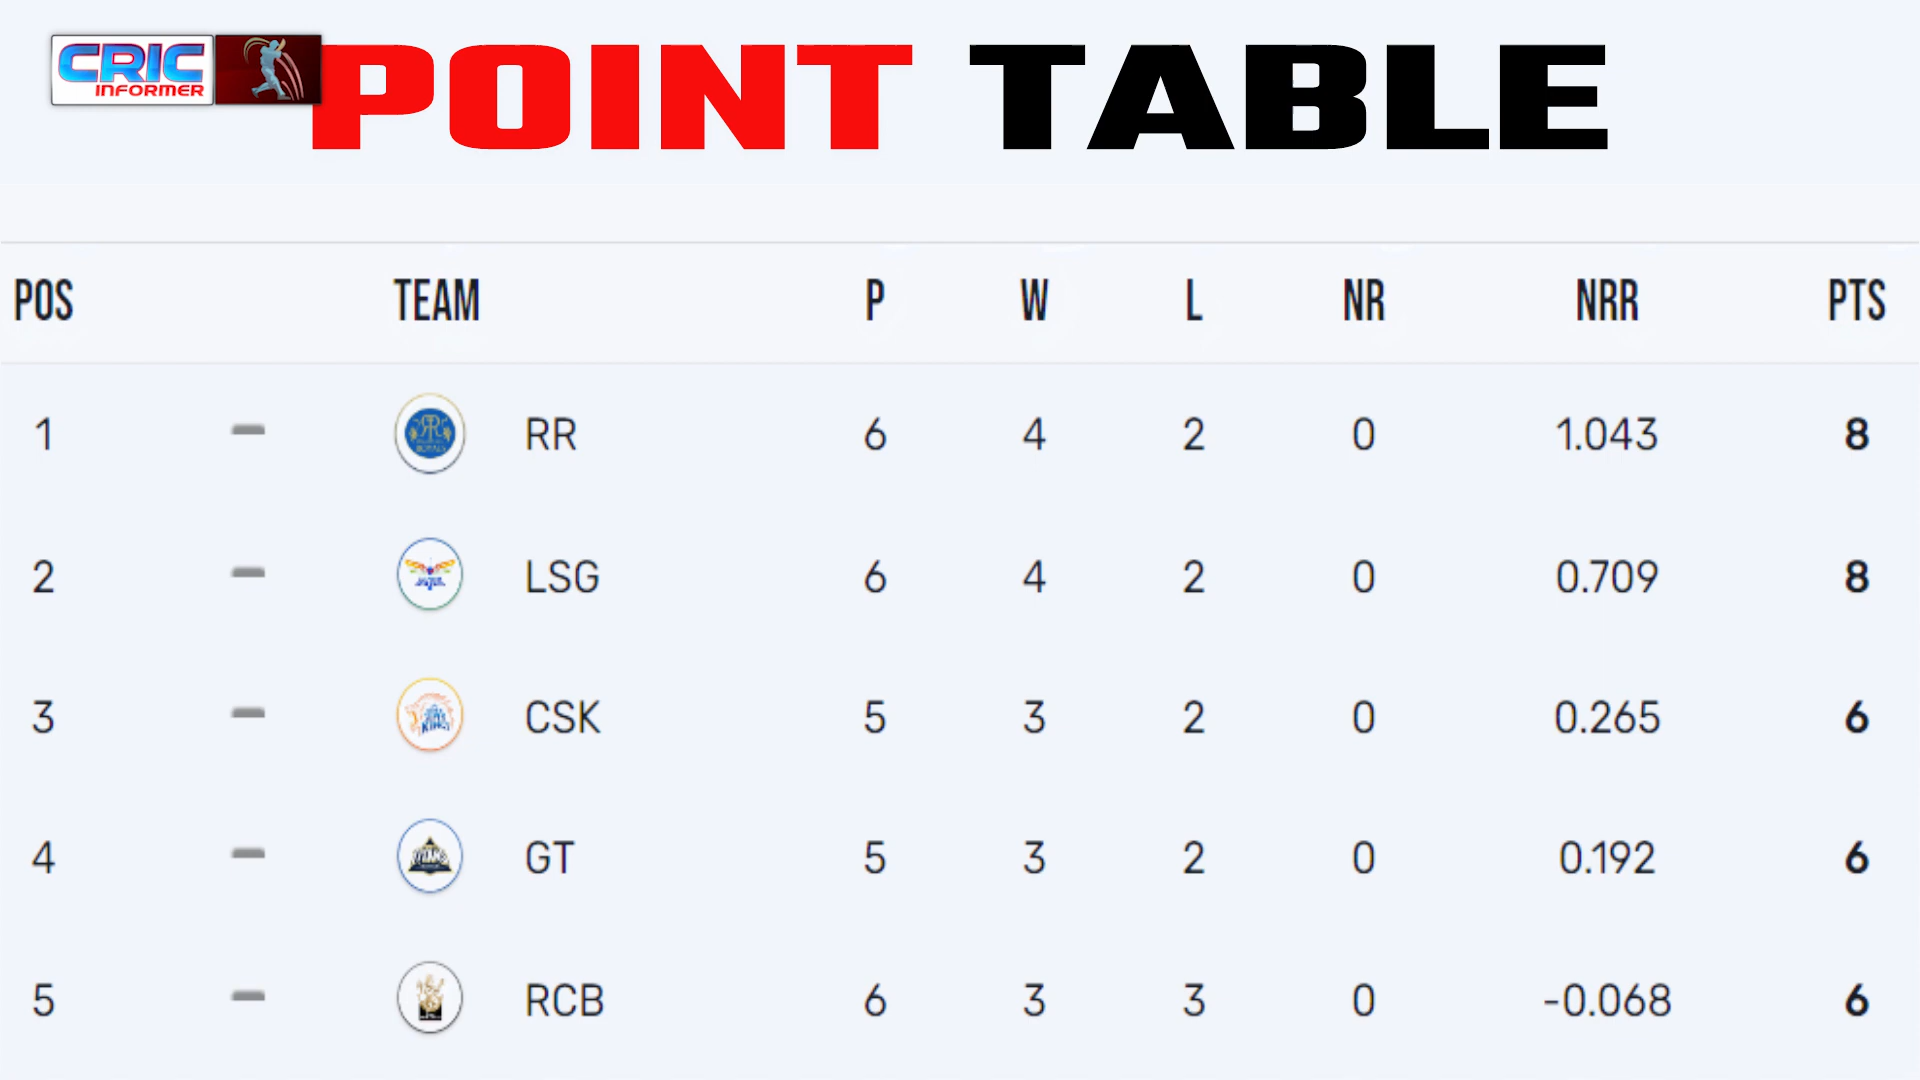 CRIC
INFORMER
POINT TABLE
POS TEAM P W L NR NRR PTS
1 RR 6 4 2 0 1.043 8
2 LSG 6 4 2 0 0.709 8
3 CSK 5 3 2 0 0.265 6
4 GT 5 3 2 0 0.192 6
5 RCB 6 3 3 0 -0.068 6